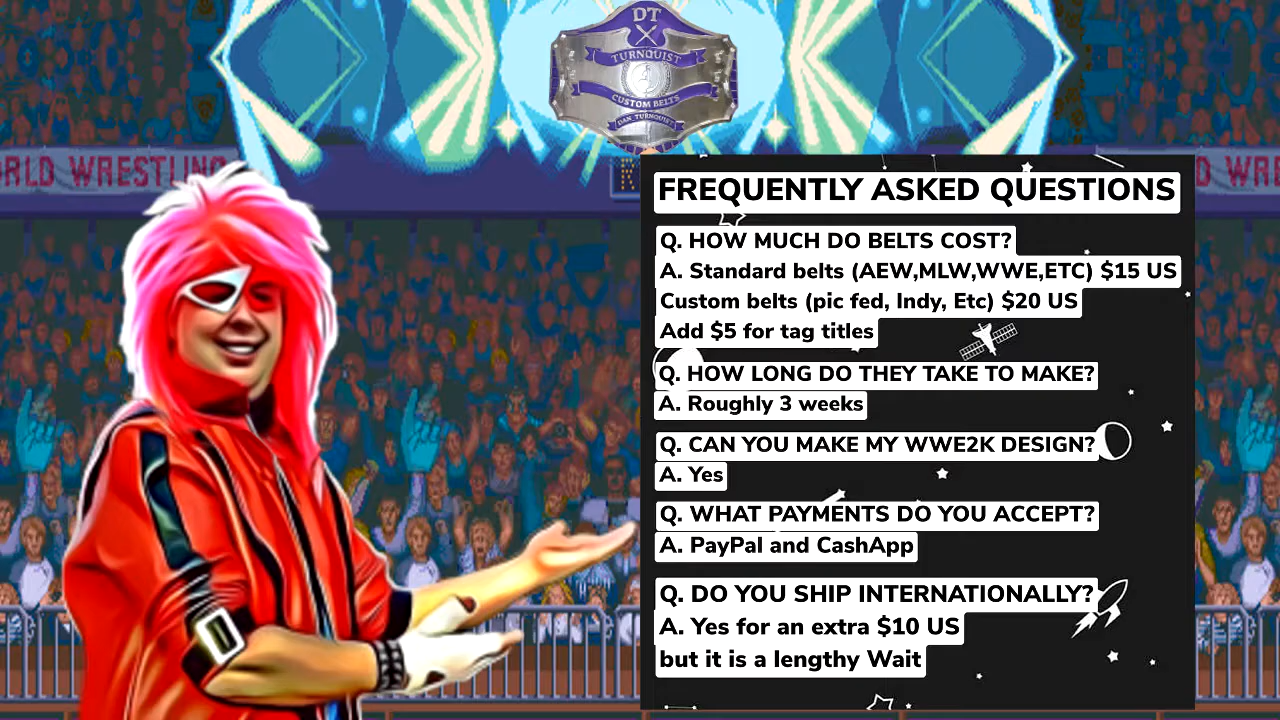 DT
TURNQUIST
CUSTOM BELTS
DAN TURNQUIST
ORLD WRESTLING
D WRE
FREQUENTLY ASKED QUESTIONS
Q. HOW MUCH DO BELTS COST?
A. Standard belts (AEW,MLW,WWE,ETC) $15 US
Custom belts (pic fed, Indy, Etc) $20 US
Add $5 for tag titles
Q. HOW LONG DO THEY TAKE TO MAKE?
A. Roughly 3 weeks
Q. CAN YOU MAKE MY WWE2K DESIGN?
A. Yes
Q. WHAT PAYMENTS DO YOU ACCEPT?
A. PayPal and CashApp
Q. DO YOU SHIP INTERNATIONALLY?
A. Yes for an extra $10 US
but it is a lengthy Wait